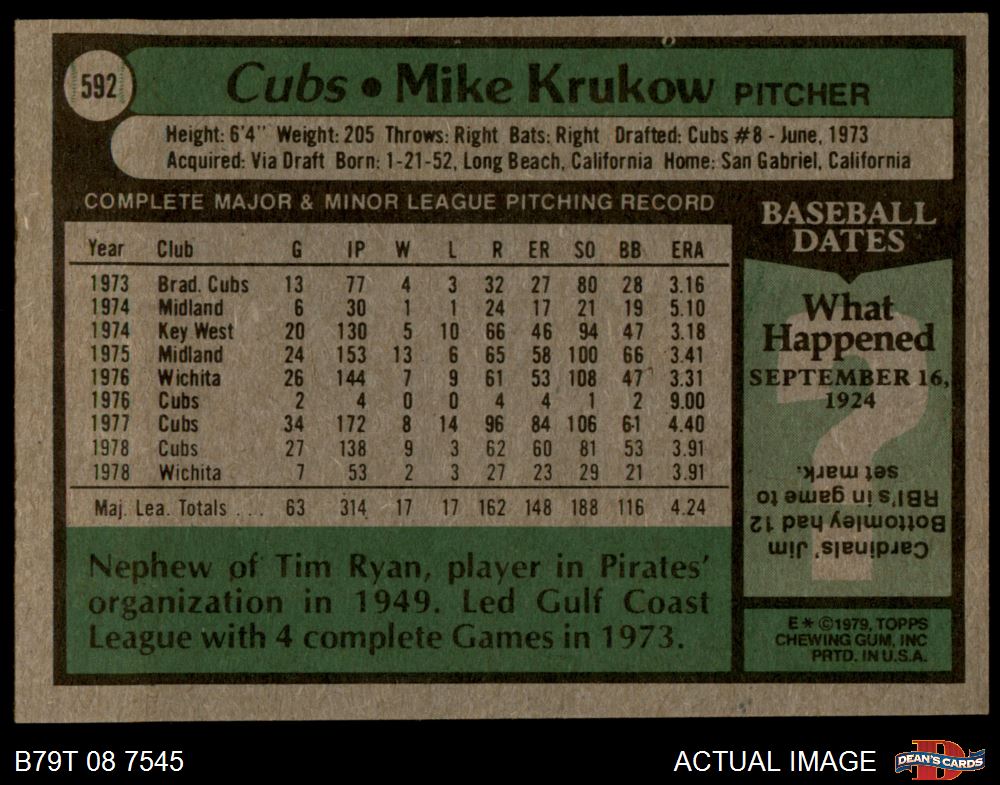 592
Cubs • Mike Krukow PITCHER
Height: 6'4" Weight: 205 Throws: Right Bats: Right Drafted: Cubs #8 - June, 1973
Acquired: Via Draft Born: 1-21-52, Long Beach, California Home: San Gabriel, California
COMPLETE MAJOR & MINOR LEAGUE PITCHING RECORD
Year Club G IP W L R ER SO BB ERA
1973 Brad. Cubs 13 77 4 3 32 27 80 28 3.16
1974 Midland 6 30 1 1 24 17 21 19 5.10
1974 Key West 20 130 5 10 66 46 94 47 3.18
1975 Midland 24 153 13 6 65 58 100 66 3.41
1976 Wichita 26 144 7 9 61 53 108 47 3.31
1976 Cubs 2 4 0 0 4 4 1 2 9.00
1977 Cubs 34 172 8 14 96 84 106 61 4.40
1978 Cubs 27 138 9 3 62 60 81 53 3.91
1978 Wichita 7 53 2 3 27 23 29 21 3.91
Maj. Lea. Totals . . . 63 314 17 17 162 148 188 116 4.24
Nephew of Tim Ryan, player in Pirates'
organization in 1949. Led Gulf Coast
League with 4 complete Games in 1973.
BASEBALL
DATES
What
Happened
SEPTEMBER 16,
1924
?
Cardinals', Jim
Bottomley had 12
RBI's in game to
set mark.
E * ©1979, TOPPS
CHEWING GUM, INC
PRTD. IN U.S.A.
B79T 08 7545
ACTUAL IMAGE
D
DEAN'S CARDS